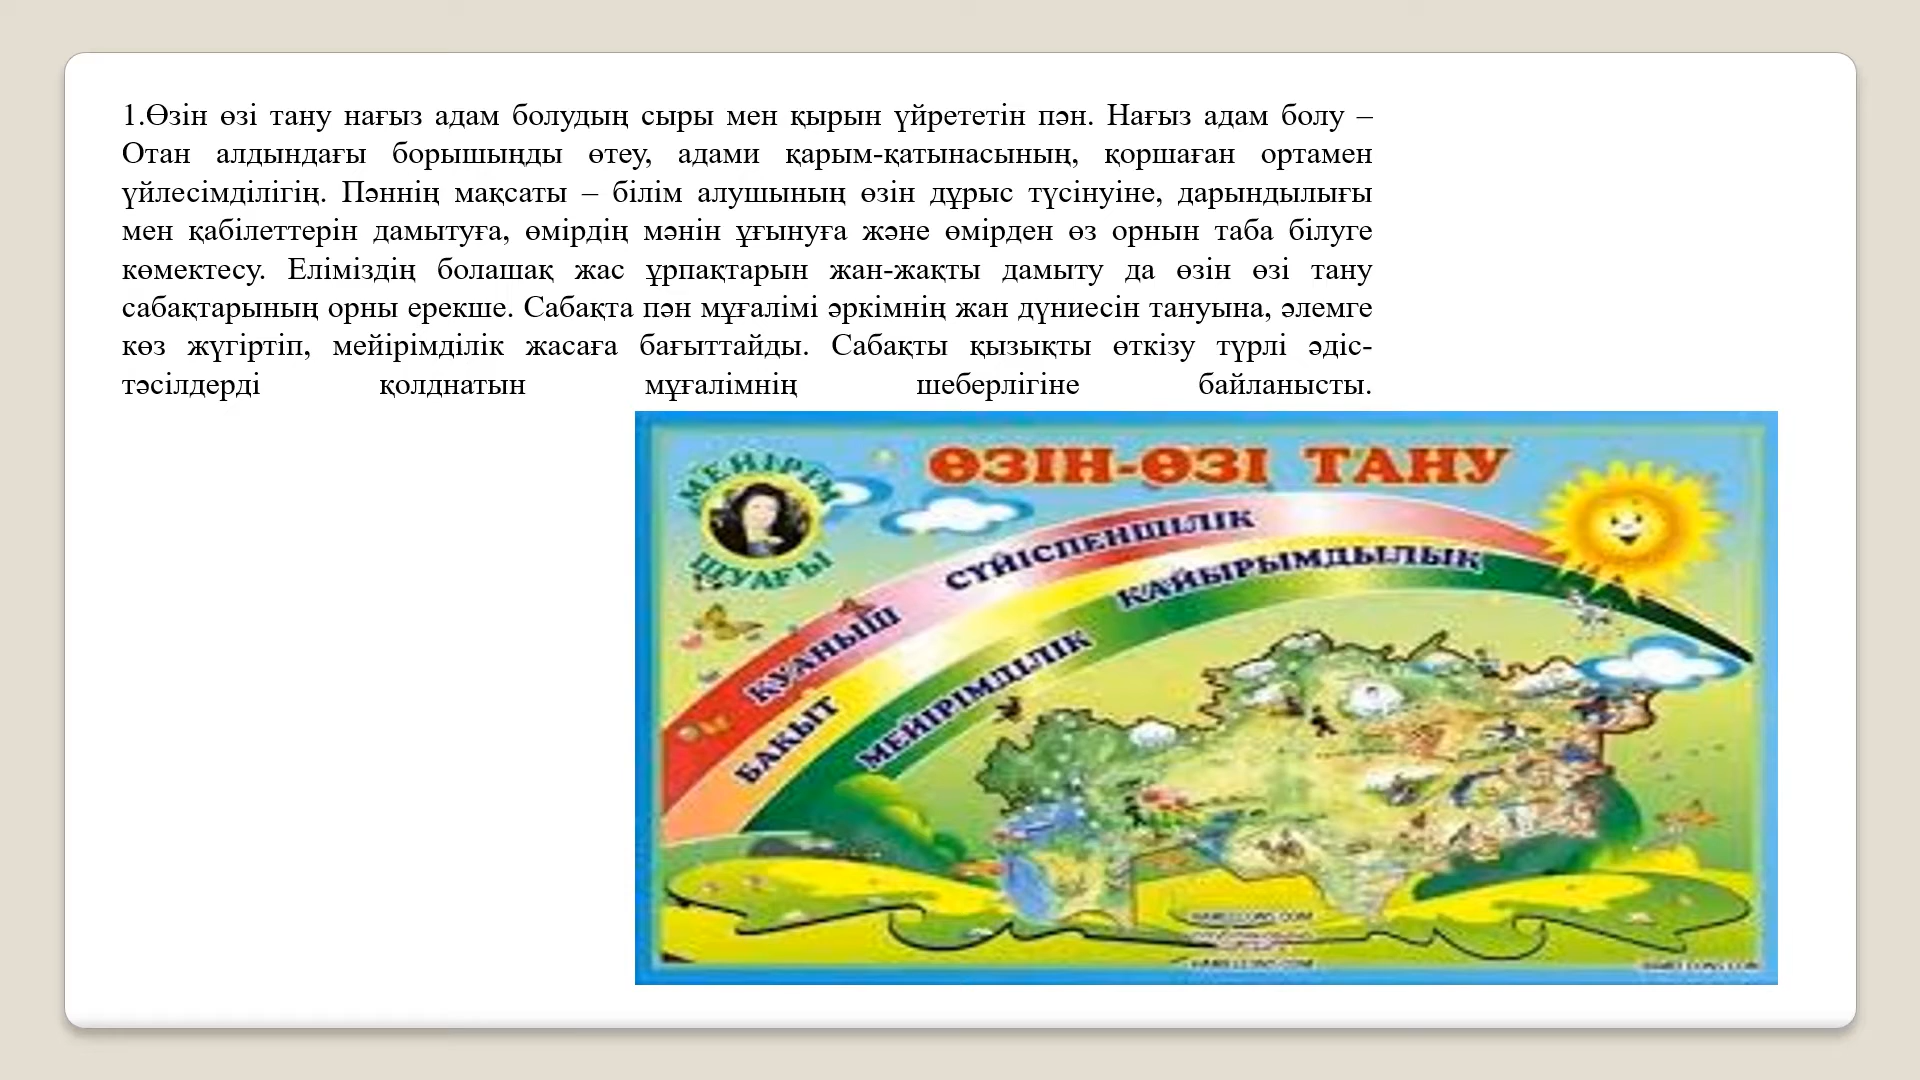 1.Өзін өзі тану нағыз адам болудың сыры мен қырын үйрететін пән. Нағыз адам болу –
Отан алдындағы борышыңды өтеу, адами қарым-қатынасының, қоршаған ортамен
үйлесімділігің. Пәннің мақсаты – білім алушының өзін дұрыс түсінуіне, дарындылығы
мен қабілеттерін дамытуға, өмірдің мәнін ұғынуға және өмірден өз орнын таба білуге
көмектесу. Еліміздің болашақ жас ұрпақтарын жан-жақты дамыту да өзін өзі тану
сабақтарының орны ерекше. Сабақта пән мұғалімі әркімнің жан дүниесін тануына, әлемге
көз жүгіртіп, мейірімділік жасаға бағыттайды. Сабақты қызықты өткізу түрлі әдіс-
тәсілдерді қолднатын мұғалімнің шеберлігіне байланысты.
ӨЗІН-ӨЗІ ТАНУ
МЕЙІРІМ
ШУАҒЫ
ҚУАНЫШ СҮЙІСПЕНШІЛІК
БАҚЫТ
МЕЙІРІМДІЛІК ҚАЙЫРЫМДЫЛЫҚ